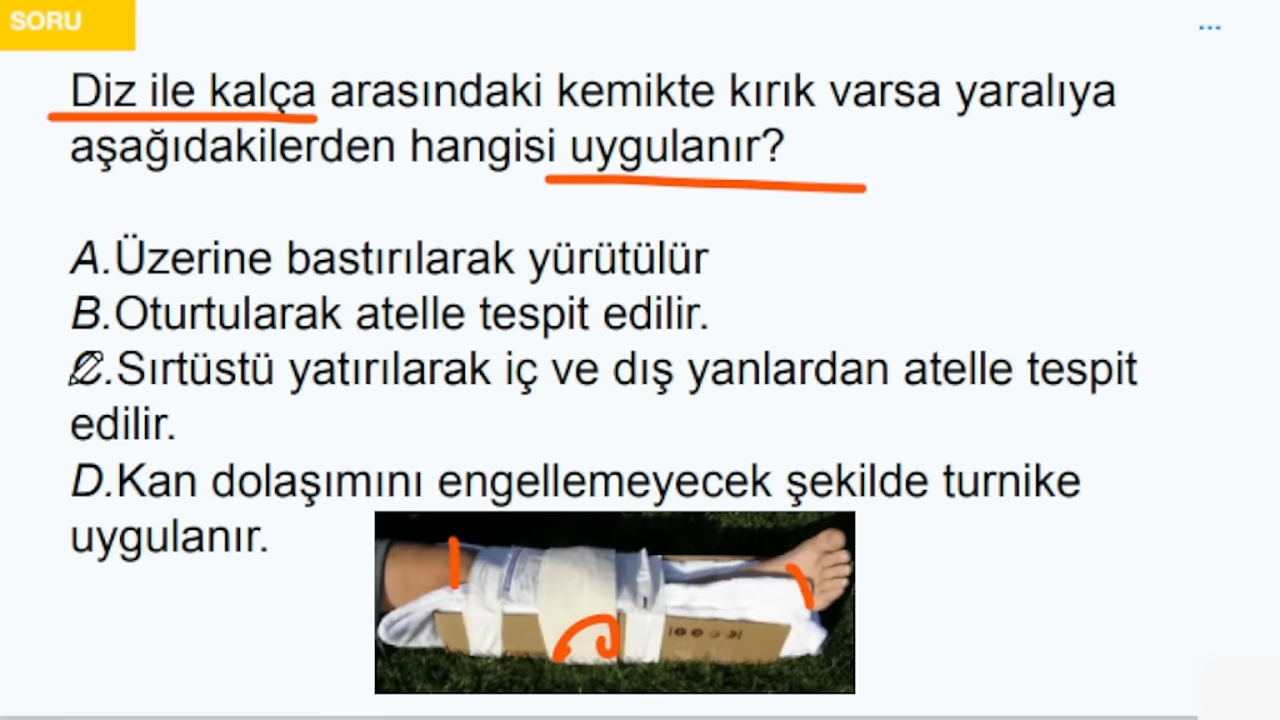 SORU
...
Diz ile kalça arasındaki kemikte kırık varsa yaralıya
aşağıdakilerden hangisi uygulanır?
A.Üzerine bastırılarak yürütülür
B.Oturtularak atelle tespit edilir.
C.Sırtüstü yatırılarak iç ve dış yanlardan atelle tespit
edilir.
D.Kan dolaşımını engellemeyecek şekilde turnike
uygulanır.